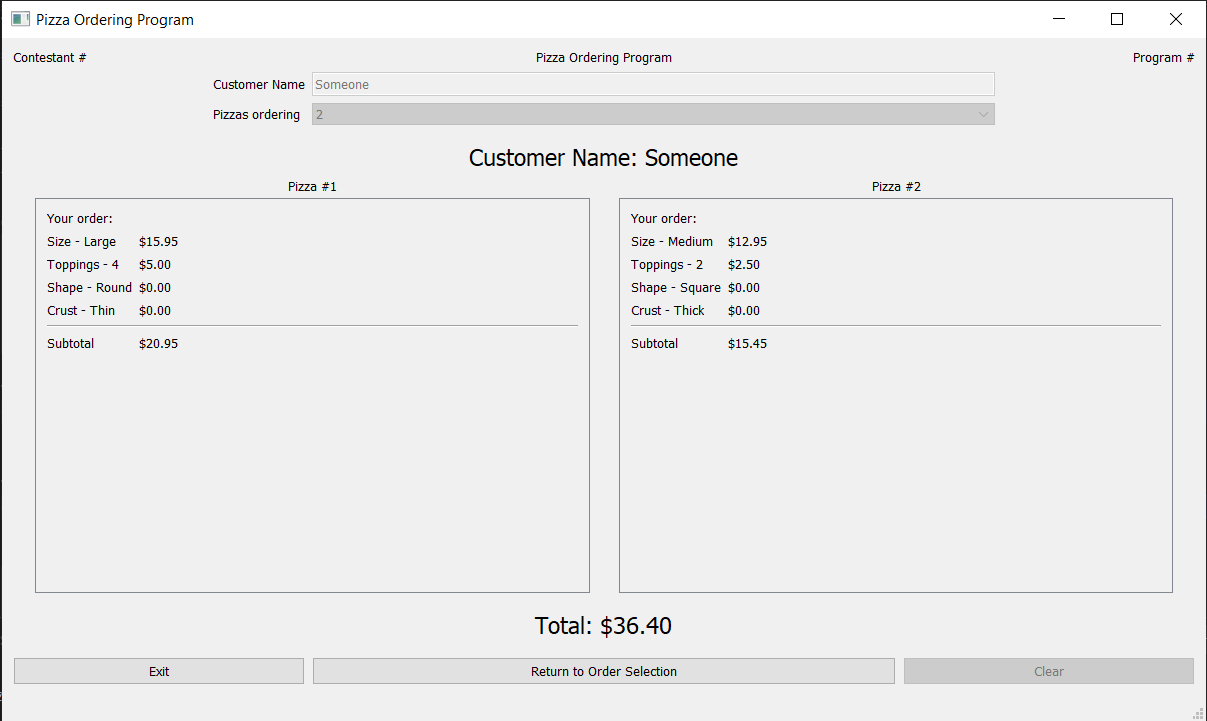 Pizza Ordering Program
Contestant #
Pizza Ordering Program
Program #
Customer Name
Someone
Pizzas ordering
2
Customer Name: Someone
Pizza #1
Your order:
Size - Large $15.95
Toppings - 4 $5.00
Shape - Round $0.00
Crust - Thin $0.00
Subtotal $20.95
Pizza #2
Your order:
Size - Medium $12.95
Toppings - 2 $2.50
Shape - Square $0.00
Crust - Thick $0.00
Subtotal $15.45
Total: $36.40
Exit
Return to Order Selection
Clear